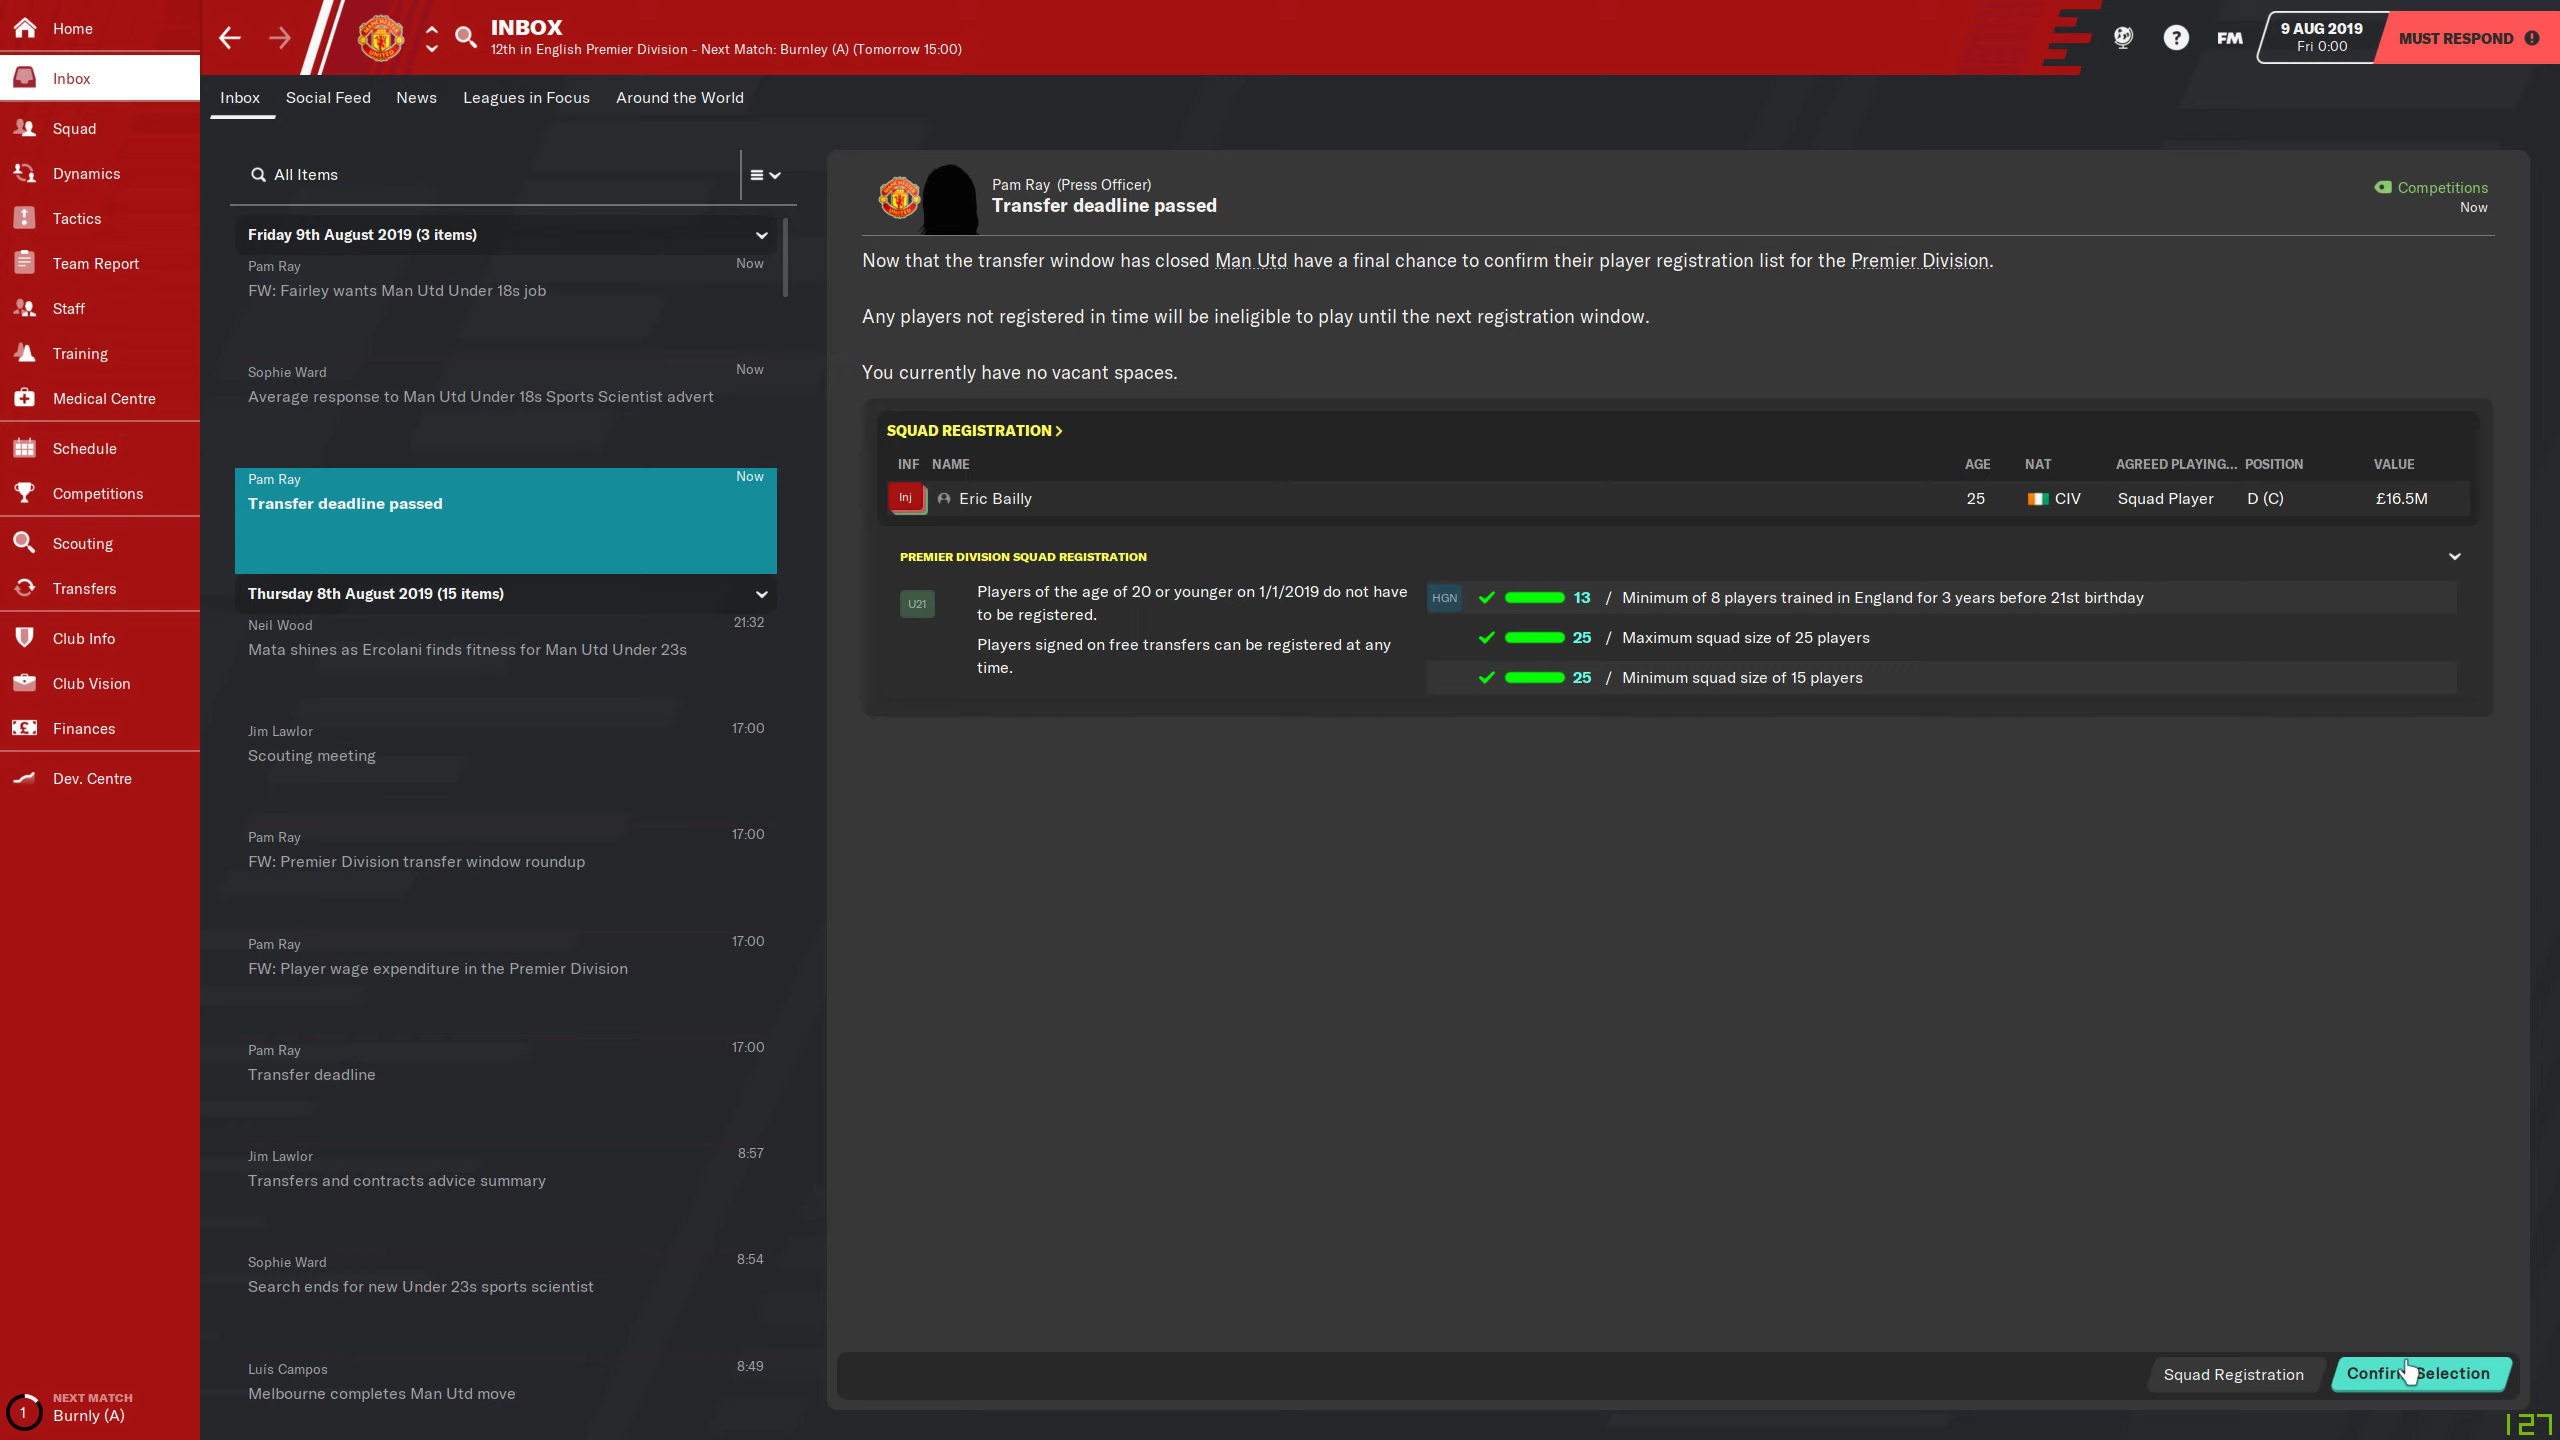 Home
Inbox
Squad
Dynamics
Tactics
Team Report
Staff
Training
Medical Centre
Schedule
Competitions
Scouting
Transfers
Club Info
Club Vision
Finances
Dev. Centre
NEXT MATCH
1
Burnly (A)
INBOX
12th in English Premier Division - Next Match: Burnley (A) (Tomorrow 15:00)
FM
9 AUG 2019
Fri 0:00
MUST RESPOND
Inbox Social Feed News Leagues in Focus Around the World
All Items
Friday 9th August 2019 (3 items)
Pam Ray Now
FW: Fairley wants Man Utd Under 18s job
Sophie Ward Now
Average response to Man Utd Under 18s Sports Scientist advert
Pam Ray Now
Transfer deadline passed
Thursday 8th August 2019 (15 items)
Neil Wood 21:32
Mata shines as Ercolani finds fitness for Man Utd Under 23s
Jim Lawlor 17:00
Scouting meeting
Pam Ray 17:00
FW: Premier Division transfer window roundup
Pam Ray 17:00
FW: Player wage expenditure in the Premier Division
Pam Ray 17:00
Transfer deadline
Jim Lawlor 8:57
Transfers and contracts advice summary
Sophie Ward 8:54
Search ends for new Under 23s sports scientist
Luís Campos 8:49
Melbourne completes Man Utd move
Pam Ray (Press Officer)
Transfer deadline passed
Competitions
Now
Now that the transfer window has closed Man Utd have a final chance to confirm their player registration list for the Premier Division.
Any players not registered in time will be ineligible to play until the next registration window.
You currently have no vacant spaces.
SQUAD REGISTRATION >
INF NAME AGE NAT AGREED PLAYING... POSITION VALUE
Inj Eric Bailly 25 CIV Squad Player D (C) £16.5M
PREMIER DIVISION SQUAD REGISTRATION
U21 Players of the age of 20 or younger on 1/1/2019 do not have
to be registered.
Players signed on free transfers can be registered at any
time.
HGN 13 / Minimum of 8 players trained in England for 3 years before 21st birthday
25 / Maximum squad size of 25 players
25 / Minimum squad size of 15 players
Squad Registration
Confirm Selection
127